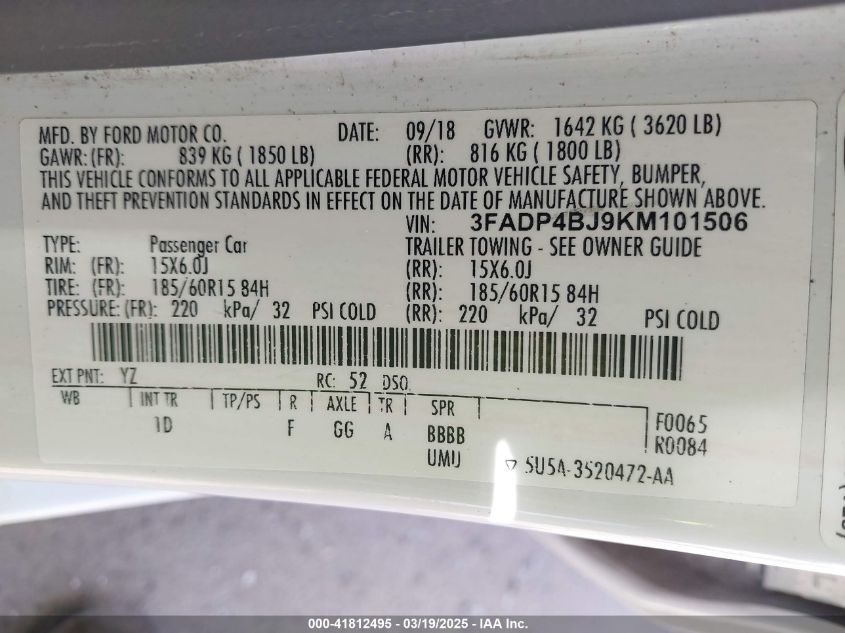 MFD. BY FORD MOTOR CO. DATE: 09/18 GVWR: 1642 KG ( 3620 LB)
GAWR: (FR): 839 KG ( 1850 LB) (RR): 816 KG ( 1800 LB)
THIS VEHICLE CONFORMS TO ALL APPLICABLE FEDERAL MOTOR VEHICLE SAFETY, BUMPER,
AND THEFT PREVENTION STANDARDS IN EFFECT ON THE DATE OF MANUFACTURE SHOWN ABOVE.
VIN: 3FADP4BJ9KM101506
TYPE: Passenger Car TRAILER TOWING - SEE OWNER GUIDE
RIM: (FR): 15X6.0J (RR): 15X6.0J
TIRE: (FR): 185/60R15 84H (RR): 185/60R15 84H
PRESSURE: (FR): 220 kPa/ 32 PSI COLD (RR): 220 kPa/ 32 PSI COLD
EXT PNT: YZ RC: 52 DSO:
WB INT TR TP/PS R AXLE TR SPR F0065
1D F GG A BBBB R0084
UMU 5U5A-3520472-AA
000-41812495 - 03/19/2025 - IAA Inc.